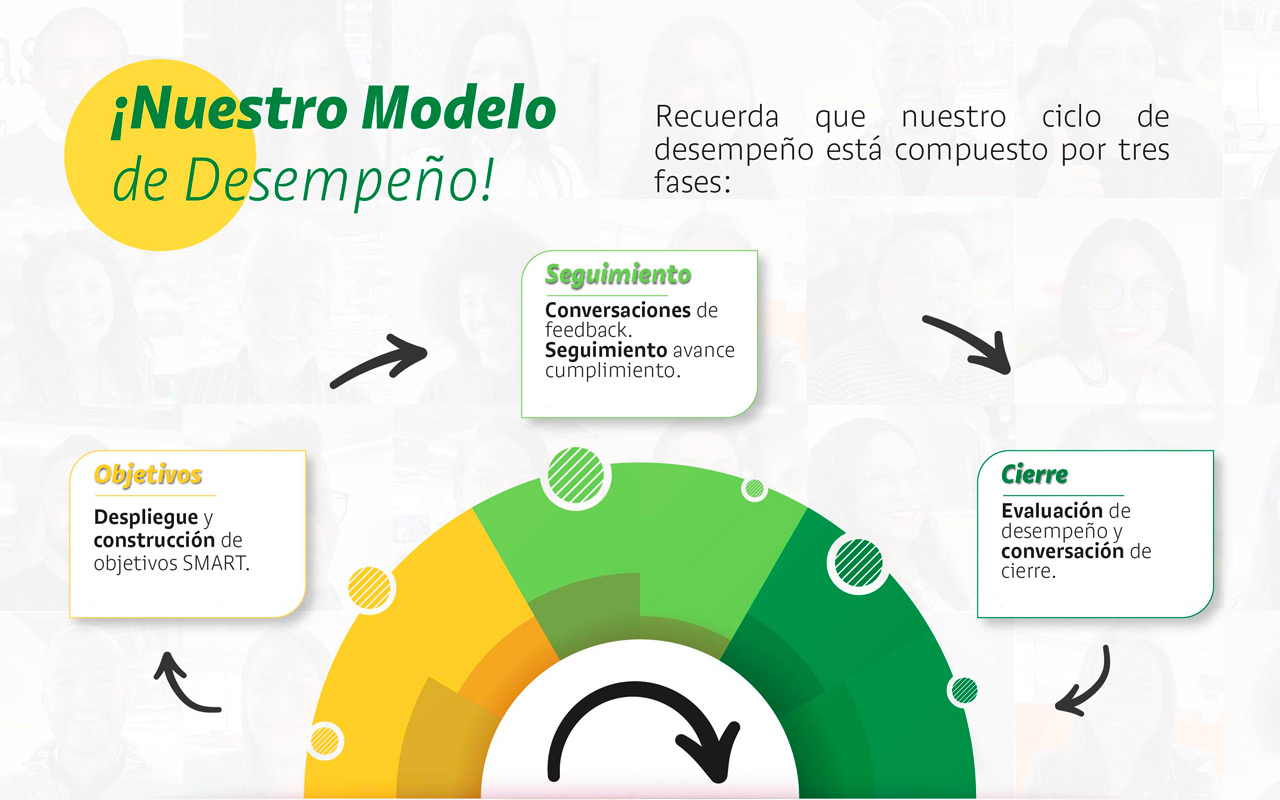 ¡Nuestro Modelo
de Desempeño!
Recuerda que nuestro ciclo de
desempeño está compuesto por tres
fases:
Seguimiento
Conversaciones de
feedback.
Seguimiento avance
cumplimiento.
Objetivos
Despliegue y
construcción de
objetivos SMART.
Cierre
Evaluación de
desempeño y
conversación de
cierre.